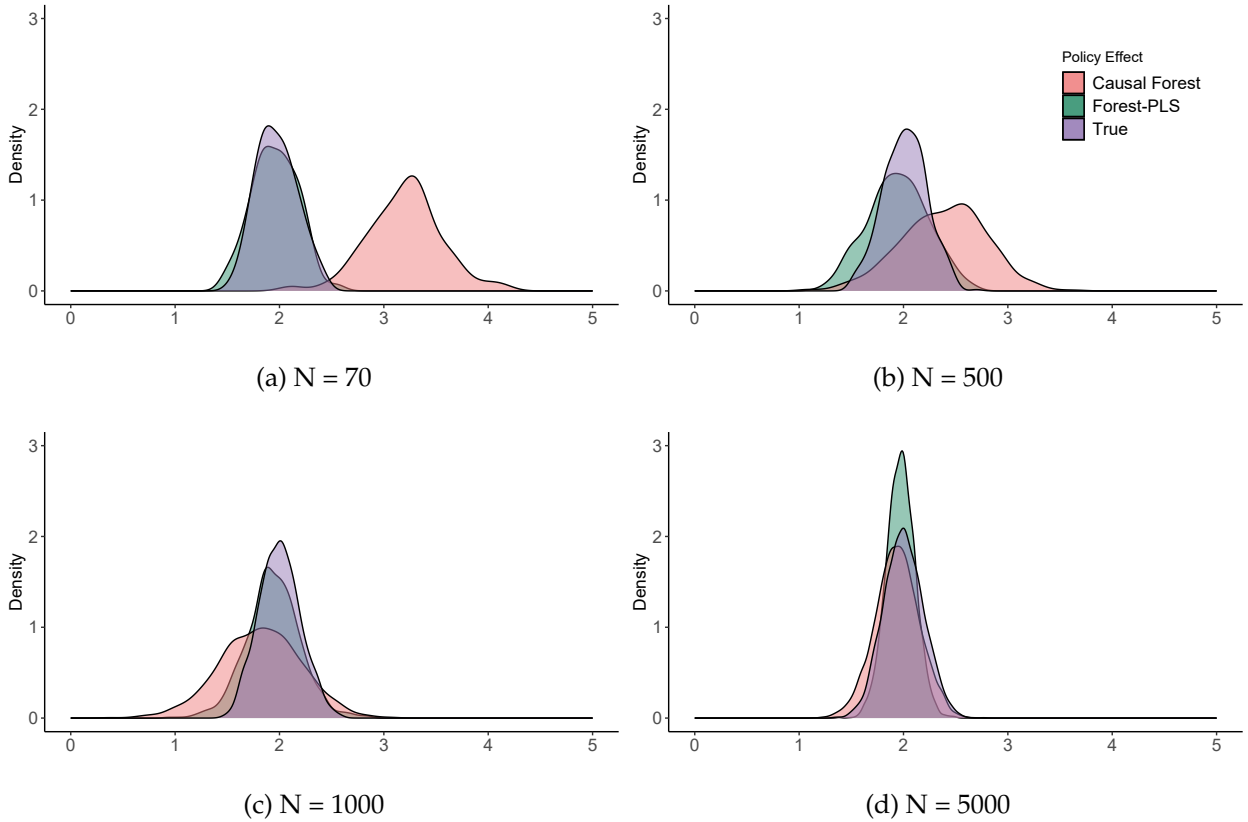 3
2
1
0
Density
0 1 2 3 4 5
(a) N = 70
3
2
1
0
Density
0 1 2 3 4 5
Policy Effect
Causal Forest
Forest-PLS
True
(b) N = 500
3
2
1
0
Density
0 1 2 3 4 5
(c) N = 1000
3
2
1
0
Density
0 1 2 3 4 5
(d) N = 5000